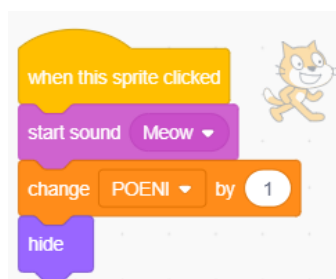 when this sprite clicked
start sound Meow
change POENI by 1
hide